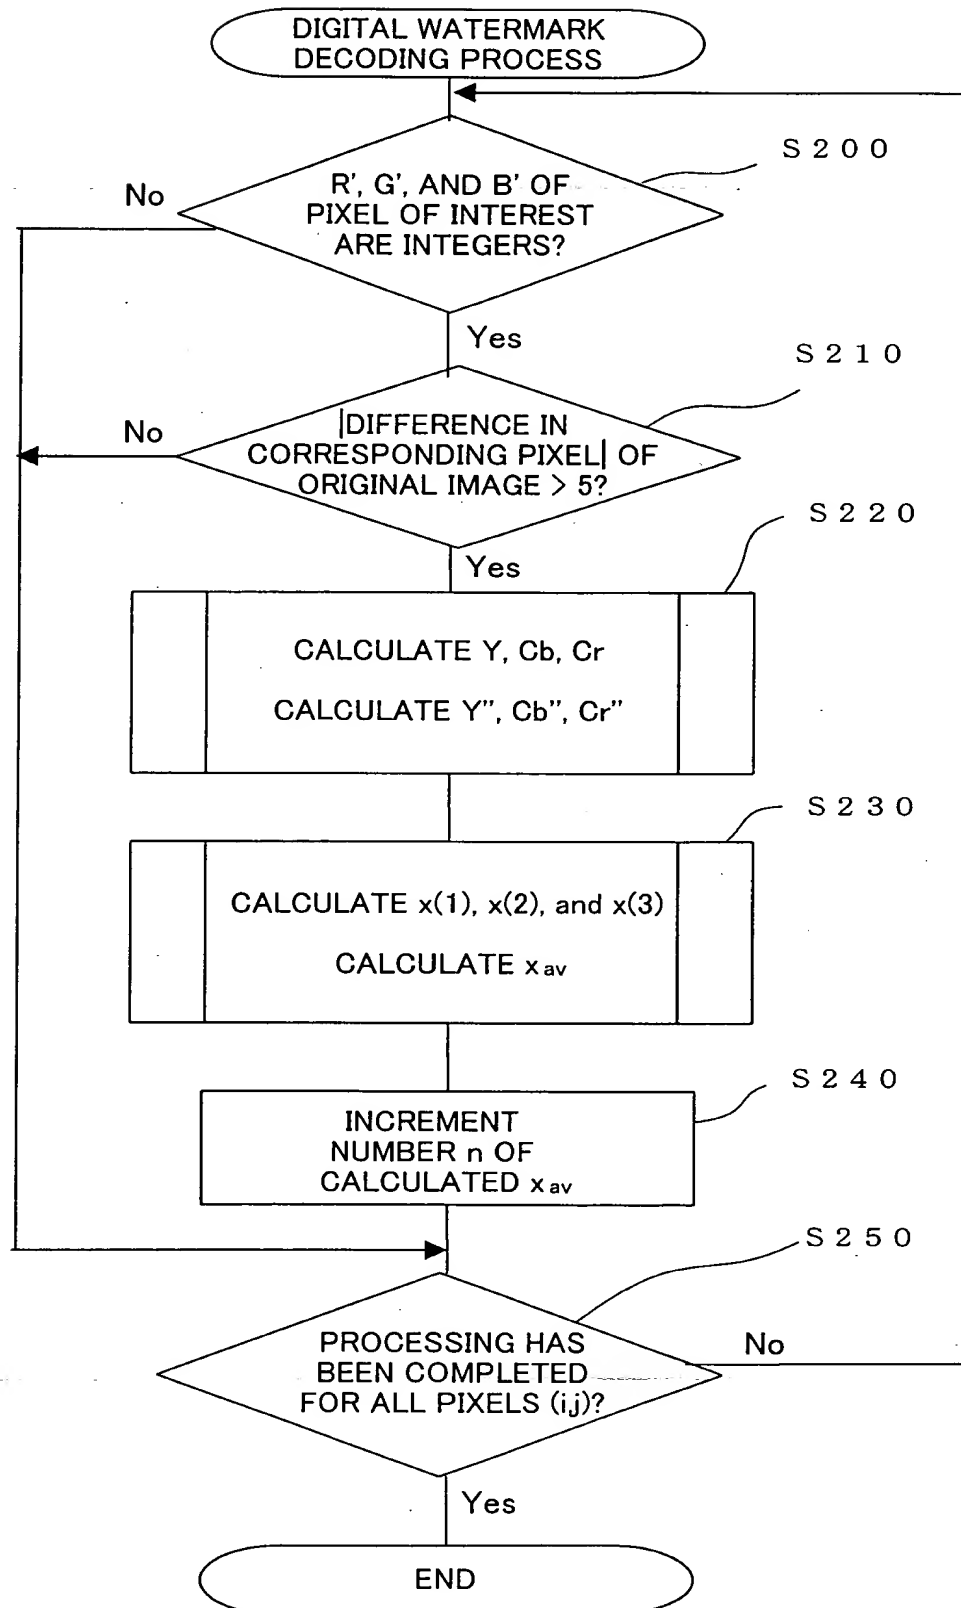 DIGITAL WATERMARK
DECODING PROCESS
S200
R', G', AND B' OF
PIXEL OF INTEREST
ARE INTEGERS?
No
Yes
S210
|DIFFERENCE IN
CORRESPONDING PIXEL| OF
ORIGINAL IMAGE > 5?
No
Yes
S220
CALCULATE Y, Cb, Cr
CALCULATE Y”, Cb”, Cr”
S230
CALCULATE x(1), x(2), and x(3)
CALCULATE xav
S240
INCREMENT
NUMBER n OF
CALCULATED xav
S250
PROCESSING HAS
BEEN COMPLETED
FOR ALL PIXELS (i,j)?
No
Yes
END